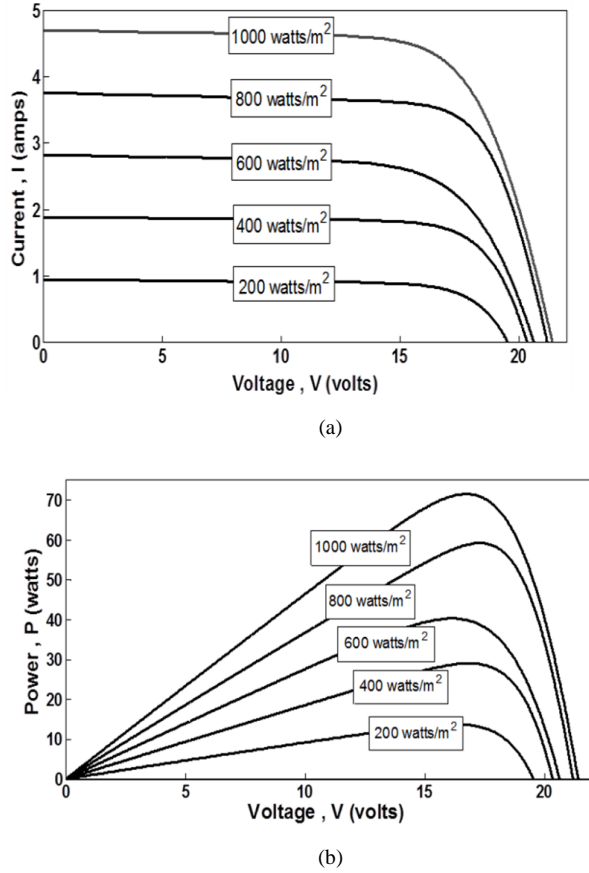 5
4
3
2
1
0
Current , I (amps)
1000 watts/m²
800 watts/m²
600 watts/m²
400 watts/m²
200 watts/m²
0 5 10 15 20
Voltage , V (volts)
(a)
70
60
50
40
30
20
10
0
Power , P (watts)
1000 watts/m²
800 watts/m²
600 watts/m²
400 watts/m²
200 watts/m²
0 5 10 15 20
Voltage , V (volts)
(b)